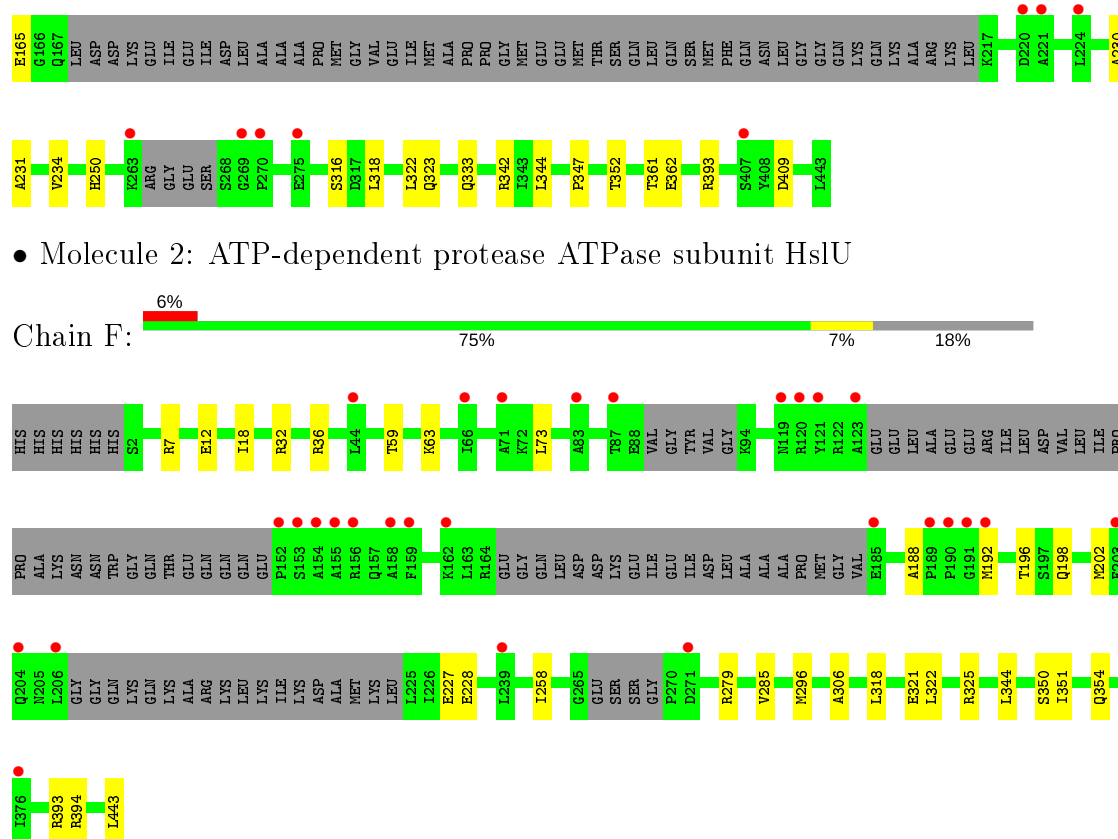 E165 G166 Q167 LEU ASP ASP LYS GLU ILE GLU ILE ILE ASP LEU ALA ALA ALA ALA PRO MET GLY VAL GLU ILE MET ALA PRO PRO GLY MET GLU GLU MET THR SER GLN GLN LEU GLN GLN SER MET PHE GLN ASN LEU GLY GLY GLN LYS GLN LYS ALA ARG LYS LEU K217 D220 A221 L224 A230
A231 V234 H250 K263 ARG GLY GLU SER S268 G269 P270 E275 S316 D317 L318 L322 Q323 Q333 R342 I343 L344 P347 T352 T361 E362 R393 S407 Y408 D409 L443
• Molecule 2: ATP-dependent protease ATPase subunit HslU
6%
Chain F:
75% 7% 18%
HIS HIS HIS HIS HIS HIS S2 R7 E12 I18 R32 R36 L44 T59 K63 I66 A71 K72 L73 A83 T87 E88 VAL GLY TYR VAL GLY K94 N119 R120 Y121 R122 A123 GLU GLU LEU ALA GLU GLU ARG ILE LEU ASP VAL LEU ILE PRO
PRO ALA LYS ASN ASN TRP GLY GLN THR GLU GLN GLN GLN GLU P152 S153 A154 A155 R156 Q157 A158 F159 K162 L163 R164 GLU GLY GLN LEU ASP ASP LYS GLU ILE GLU ILE ASP LEU ALA ALA ALA PRO MET GLY VAL E185 A188 P189 P190 G191 M192 T196 S197 Q198 M202 F203
Q204 N205 L206 GLY GLY GLN LYS GLN LYS ALA ARG LYS LEU LYS ILE LYS ASP ALA MET LYS LEU L225 I226 E227 E228 L239 I258 G265 GLU SER SER GLY P270 D271 R279 V285 M296 A306 L318 E321 L322 R325 L344 S350 I351 Q354
I376 R393 R394 L443